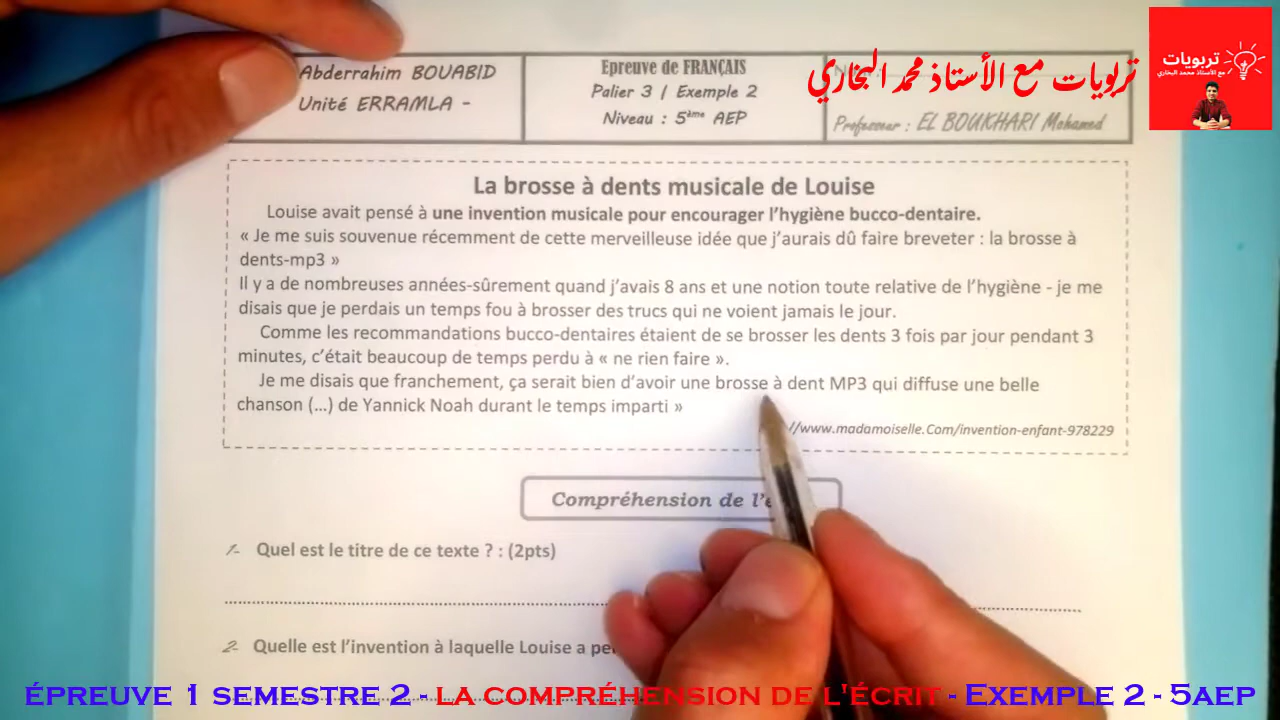 Abderrahim BOUABID
Unité ERRAMLA -
Epreuve de FRANÇAIS
Palier 3 / Exemple 2
Niveau : 5ème AEP
تربويات مع الأستاذ محمد البخاري
Professeur : EL BOUKHARI Mohamed
تربويات
مع الأستاذ محمد البخاري
La brosse à dents musicale de Louise
Louise avait pensé à une invention musicale pour encourager l'hygiène bucco-dentaire.
« Je me suis souvenue récemment de cette merveilleuse idée que j'aurais dû faire breveter : la brosse à
dents-mp3 »
Il y a de nombreuses années-sûrement quand j'avais 8 ans et une notion toute relative de l'hygiène - je me
disais que je perdais un temps fou à brosser des trucs qui ne voient jamais le jour.
Comme les recommandations bucco-dentaires étaient de se brosser les dents 3 fois par jour pendant 3
minutes, c'était beaucoup de temps perdu à « ne rien faire ».
Je me disais que franchement, ça serait bien d'avoir une brosse à dent MP3 qui diffuse une belle
chanson (...) de Yannick Noah durant le temps imparti »
//www.madamoiselle.Com/invention-enfant-978229
Compréhension de l'
1- Quel est le titre de ce texte ? : (2pts)
2- Quelle est l'invention à laquelle Louise a
ÉPREUVE 1 SEMESTRE 2 - LA COMPRÉHENSION DE L'ÉCRIT - EXEMPLE 2 - 5AEP